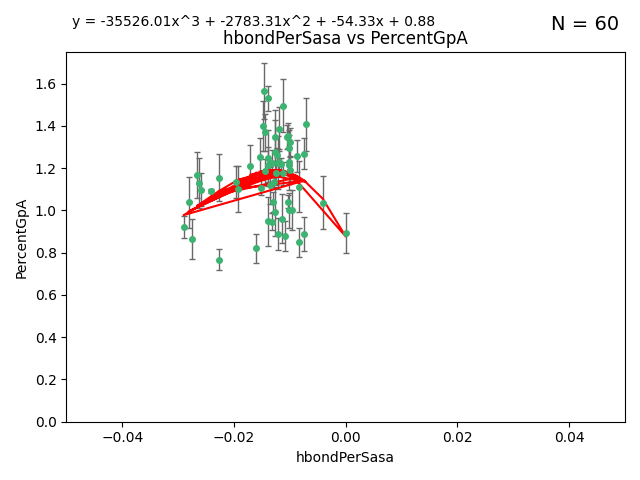 y = -35526.01x^3 + -2783.31x^2 + -54.33x + 0.88
N = 60
hbondPerSasa vs PercentGpA
1.6
1.4
1.2
1.0
0.8
0.6
0.4
0.2
0.0
PercentGpA
−0.04 −0.02 0.00 0.02 0.04
hbondPerSasa